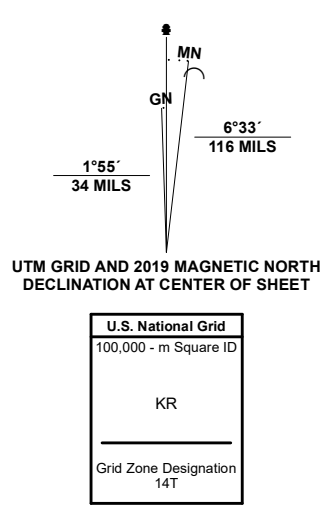 MN
GN
6°33´
116 MILS
1°55´
34 MILS
UTM GRID AND 2019 MAGNETIC NORTH
DECLINATION AT CENTER OF SHEET
U.S. National Grid
100,000 - m Square ID
KR
Grid Zone Designation
14T